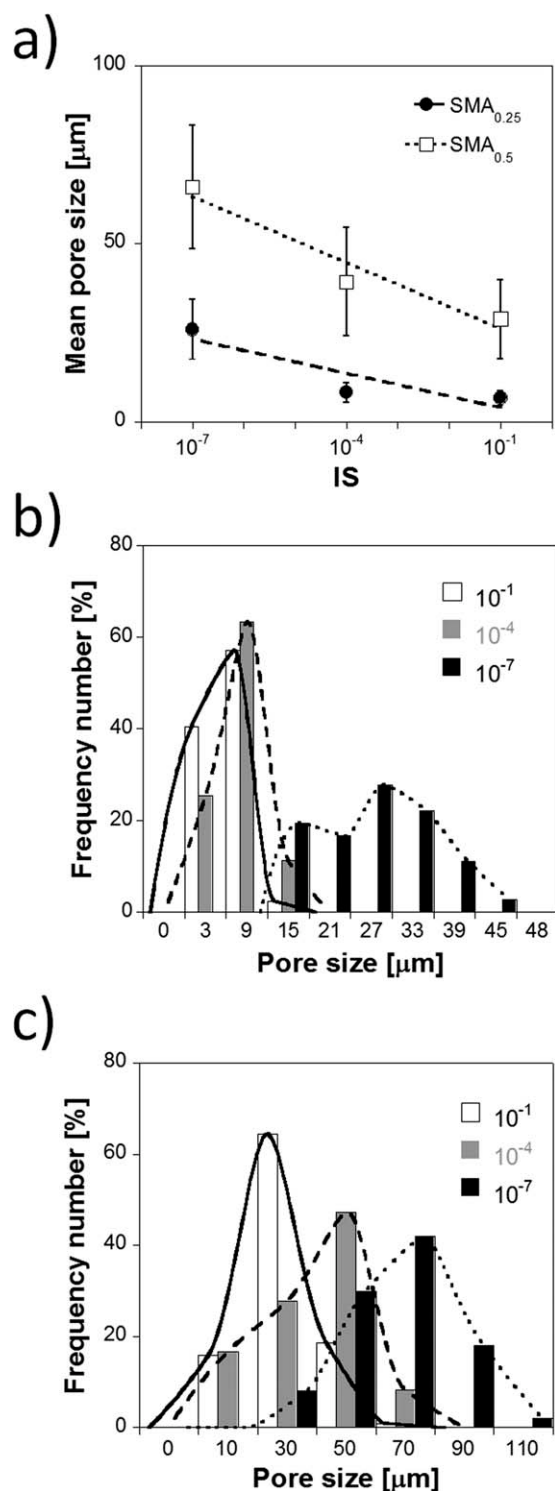 a)
100
50
0
Mean pore size [μm]
SMA0.25
SMA0.5
10-7 10-4 10-1
IS
b)
80
60
40
20
0
Frequency number [%]
10-1
10-4
10-7
0 3 9 15 21 27 33 39 45 48
Pore size [μm]
c)
80
60
40
20
0
Frequency number [%]
10-1
10-4
10-7
0 10 30 50 70 90 110
Pore size [μm]